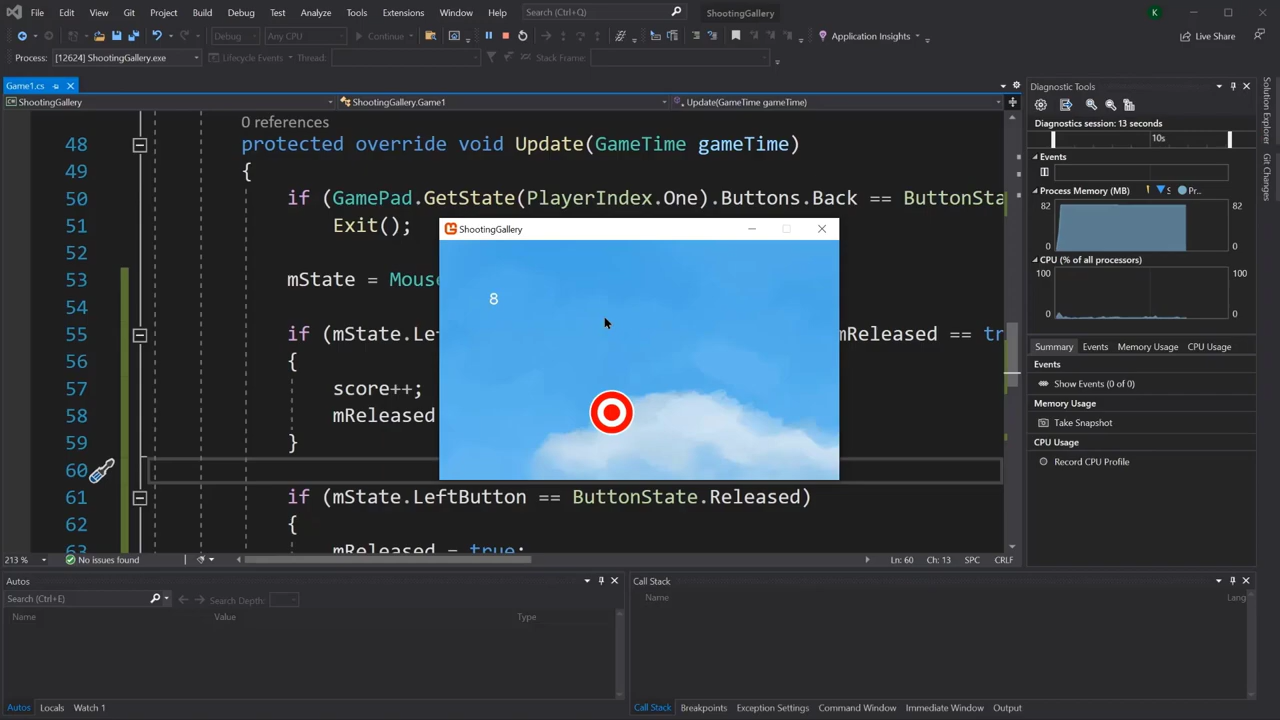 File Edit View Git Project Build Debug Test Analyze Tools Extensions Window Help Search (Ctrl+Q) ShootingGallery K
Debug Any CPU Continue Application Insights Live Share
Process: [12624] ShootingGallery.exe Lifecycle Events Thread: Stack Frame:
Game1.cs
ShootingGallery ShootingGallery.Game1 Update(GameTime gameTime)
0 references
48 protected override void Update(GameTime gameTime)
49 {
50 if (GamePad.GetState(PlayerIndex.One).Buttons.Back == ButtonSta
51 Exit();
52
53 mState = Mous
54
55 if (mState.Le mReleased == tr
56 {
57 score++;
58 mReleased
59 }
60
61 if (mState.LeftButton == ButtonState.Released)
62 {
63 mReleased = true;
ShootingGallery
8
213 % No issues found Ln: 60 Ch: 13 SPC CRLF
Diagnostic Tools
Diagnostics session: 13 seconds
10s
Events
Process Memory (MB) S Pr...
82 82
0 0
CPU (% of all processors)
100 100
0 0
Summary Events Memory Usage CPU Usage
Events
Show Events (0 of 0)
Memory Usage
Take Snapshot
CPU Usage
Record CPU Profile
Solution Explorer
Git Changes
Autos
Search (Ctrl+E) Search Depth:
Name Value Type
Autos Locals Watch 1
Call Stack
Name Lang
Call Stack Breakpoints Exception Settings Command Window Immediate Window Output